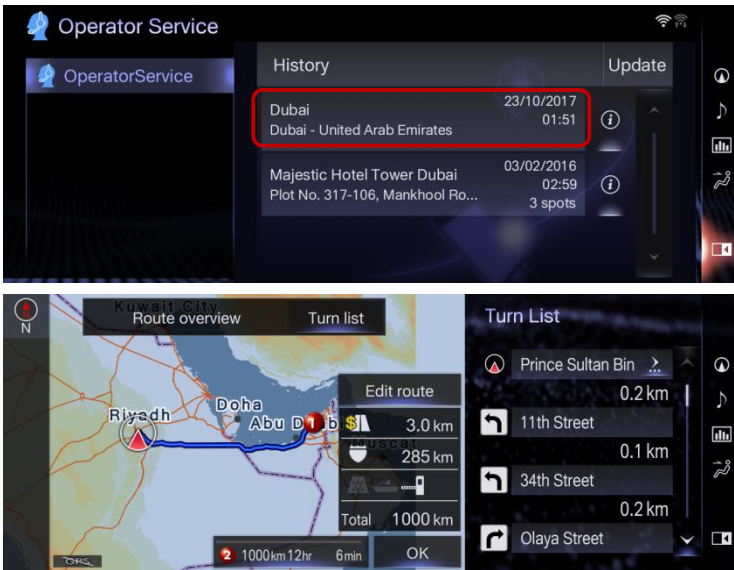 Operator Service
OperatorService
History
Update
Dubai
23/10/2017
Dubai - United Arab Emirates
01:51
Majestic Hotel Tower Dubai
03/02/2016
Plot No. 317-106, Mankhool Ro...
02:59
3 spots
N
Kuwait City
Route overview
Turn list
Riyadh
Doha
Abu D
1
b
Muscat
Edit route
$
3.0 km
285 km
Total 1000 km
GPS
2 1000km 12hr 6min
OK
Turn List
Prince Sultan Bin
0.2 km
11th Street
0.1 km
34th Street
0.2 km
Olaya Street